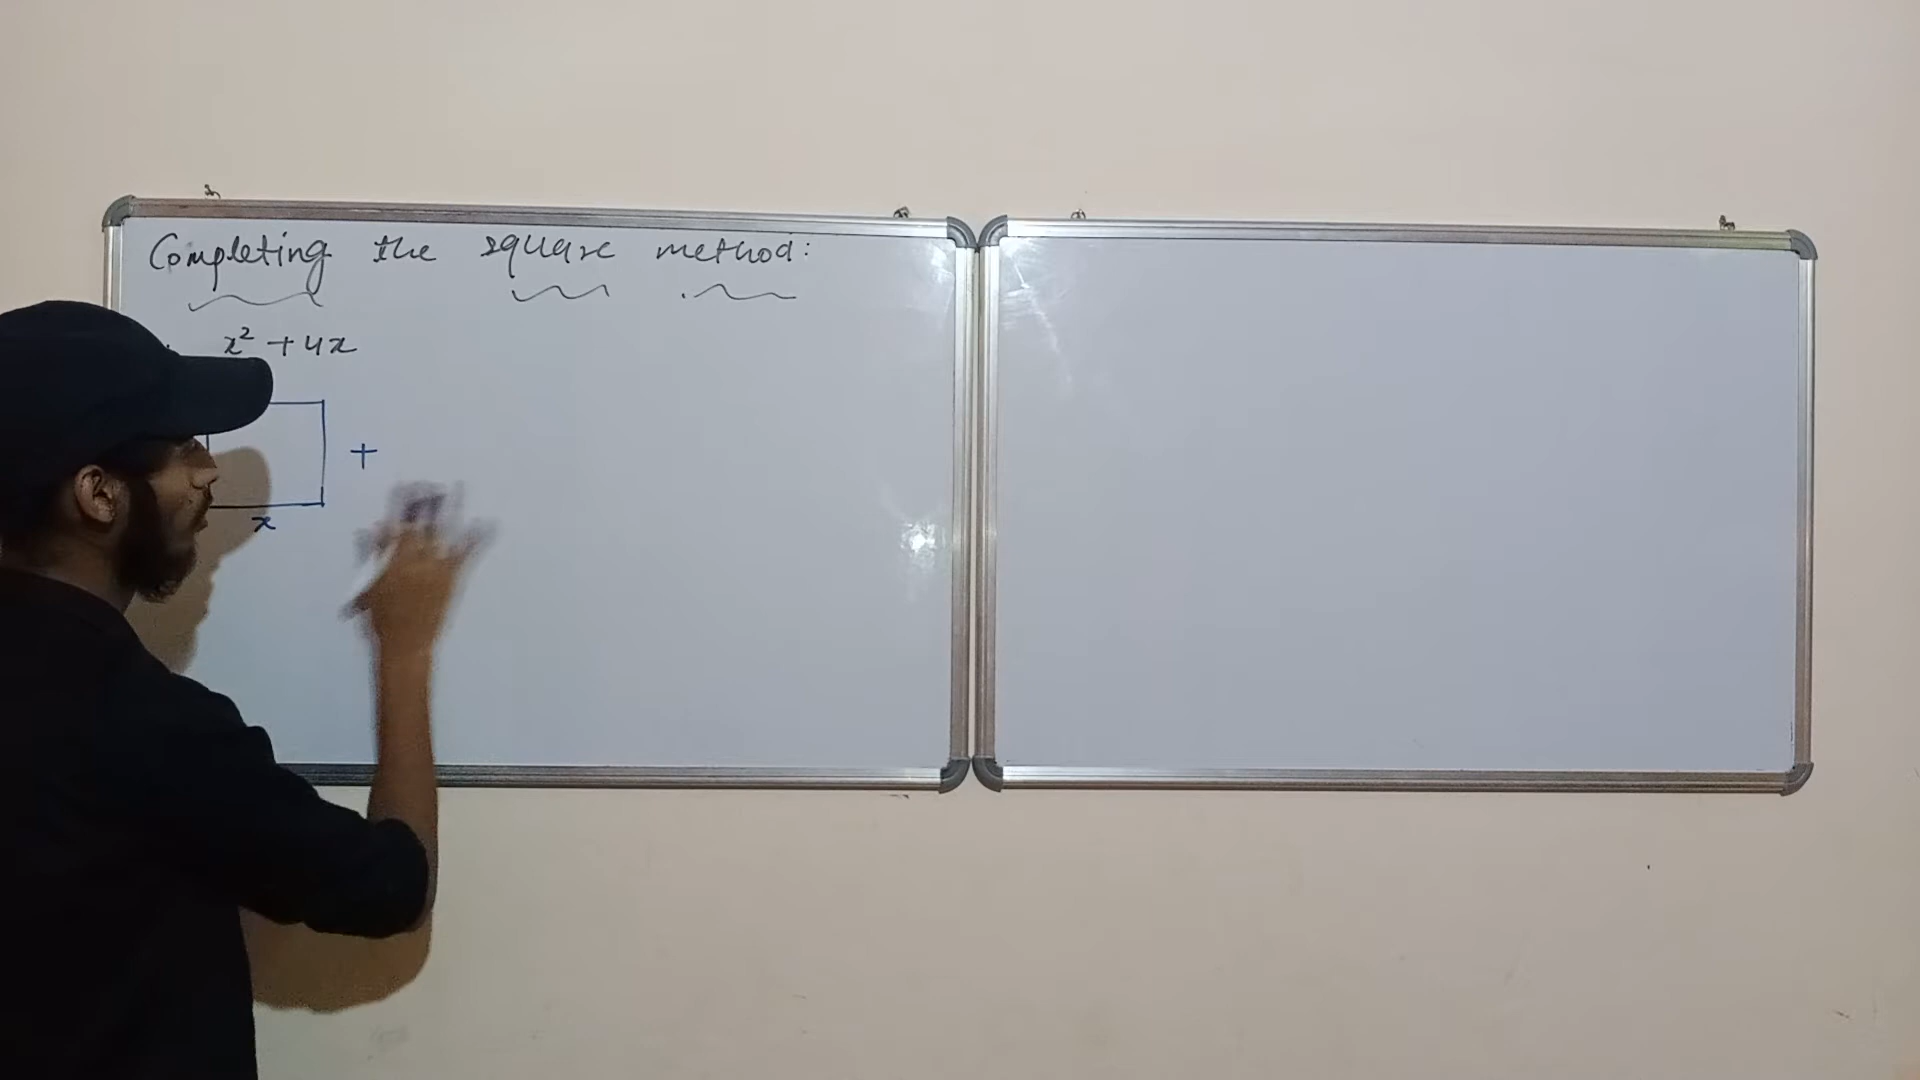 Completing the square method:
x² + 4x
+
x